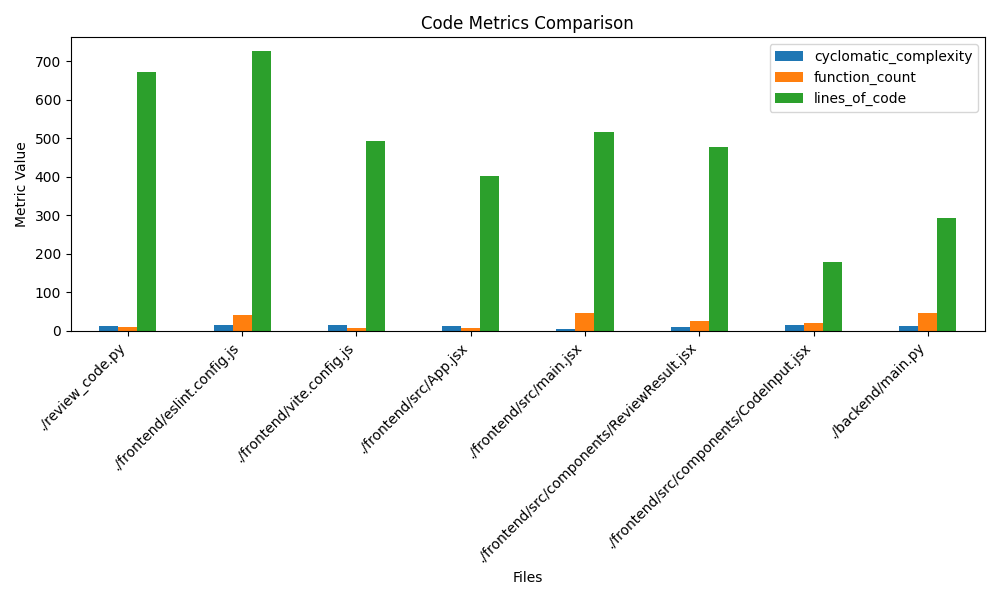 Code Metrics Comparison
cyclomatic_complexity
function_count
lines_of_code
Metric Value
700
600
500
400
300
200
100
0
./review_code.py
./frontend/eslint.config.js
./frontend/vite.config.js
./frontend/src/App.jsx
./frontend/src/main.jsx
./frontend/src/components/ReviewResult.jsx
./frontend/src/components/CodeInput.jsx
./backend/main.py
Files